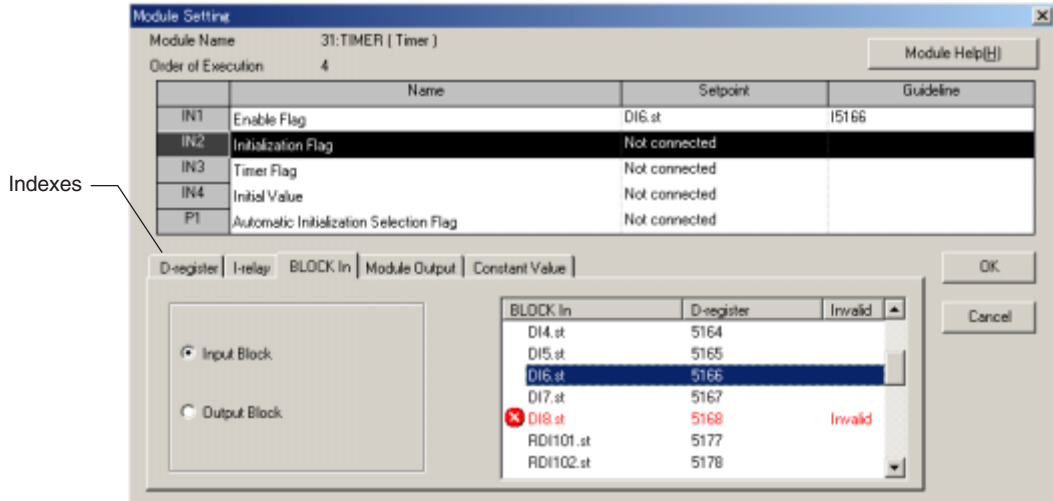 Module Setting
Module Name 31:TIMER ( Timer )
Order of Execution 4
Module Help(H)
Name Setpoint Guideline
IN1 Enable Flag DI6.st I5166
IN2 Initialization Flag Not connected
IN3 Timer Flag Not connected
IN4 Initial Value Not connected
P1 Automatic Initialization Selection Flag Not connected
Indexes
D-register I-relay BLOCK In Module Output Constant Value
OK
Cancel
Input Block
Output Block
BLOCK In D-register Invalid
DI4.st 5164
DI5.st 5165
DI6.st 5166
DI7.st 5167
DI8.st 5168 Invalid
RDI101.st 5177
RDI102.st 5178